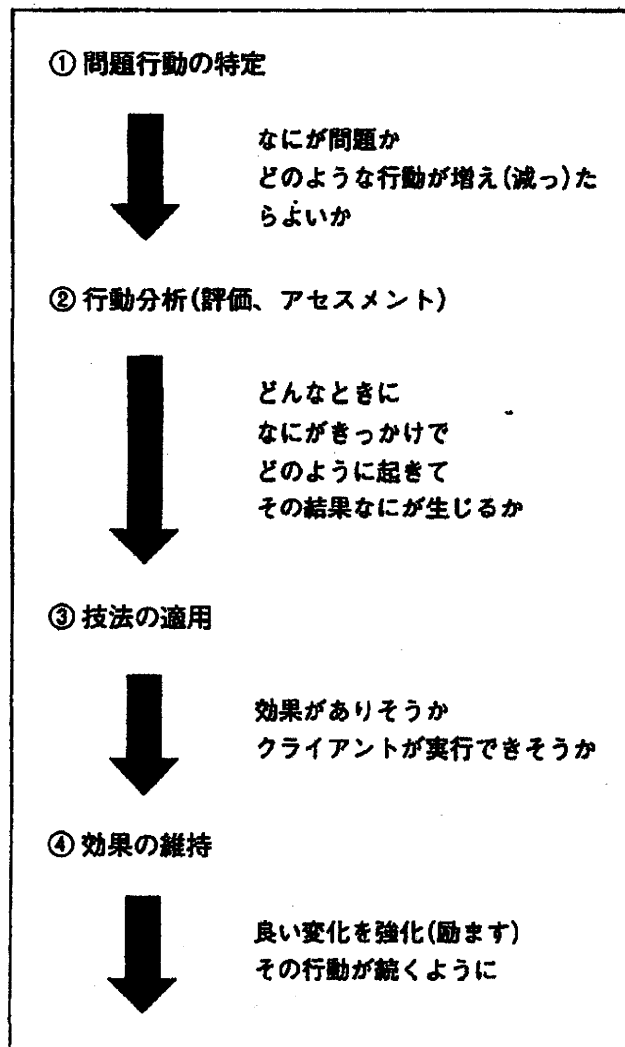 ① 問題行動の特定
なにが問題か
どのような行動が増え(減っ)た
らよいか
② 行動分析(評価、アセスメント)
どんなときに
なにがきっかけで
どのように起きて
その結果なにが生じるか
③ 技法の適用
効果がありそうか
クライアントが実行できそうか
④ 効果の維持
良い変化を強化(励ます)
その行動が続くように